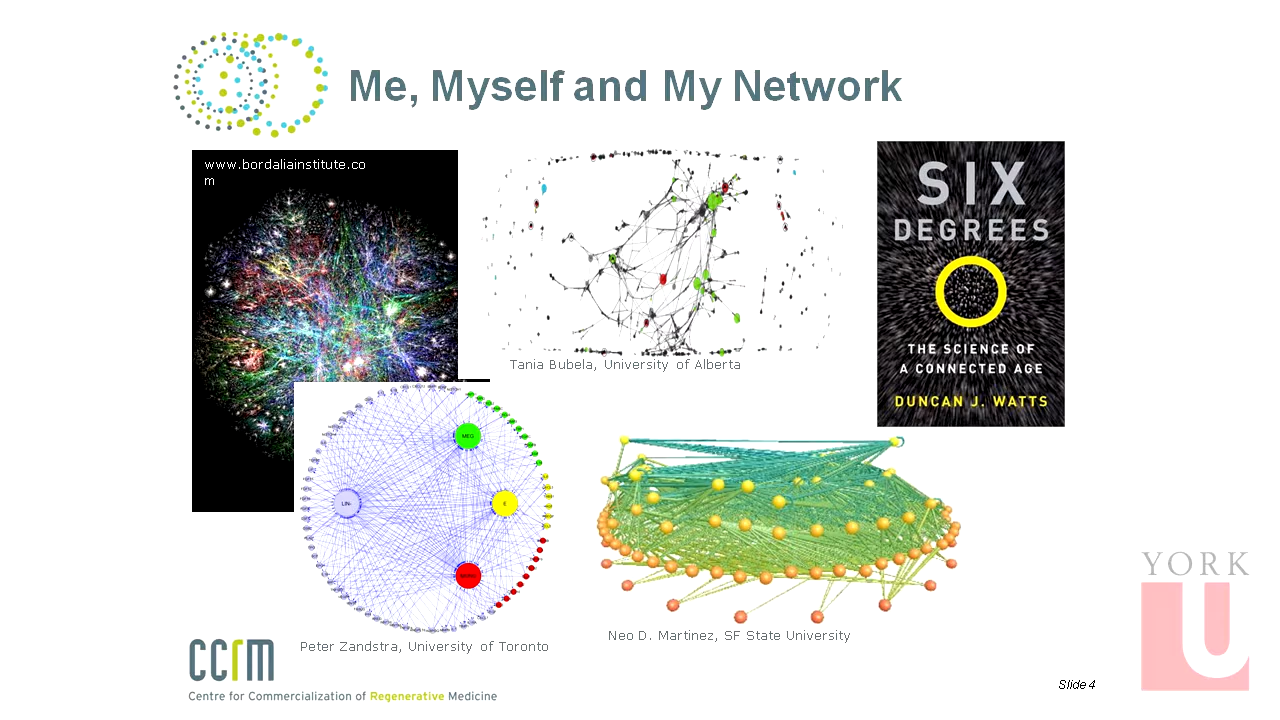 Me, Myself and My Network
www.bordaliainstitute.co
m
Tania Bubela, University of Alberta
SIX
DEGREES
THE SCIENCE OF
A CONNECTED AGE
DUNCAN J. WATTS
MEG
LIN-
E
Peter Zandstra, University of Toronto
Neo D. Martinez, SF State University
CCrm
Centre for Commercialization of Regenerative Medicine
Slide 4
YORK
U